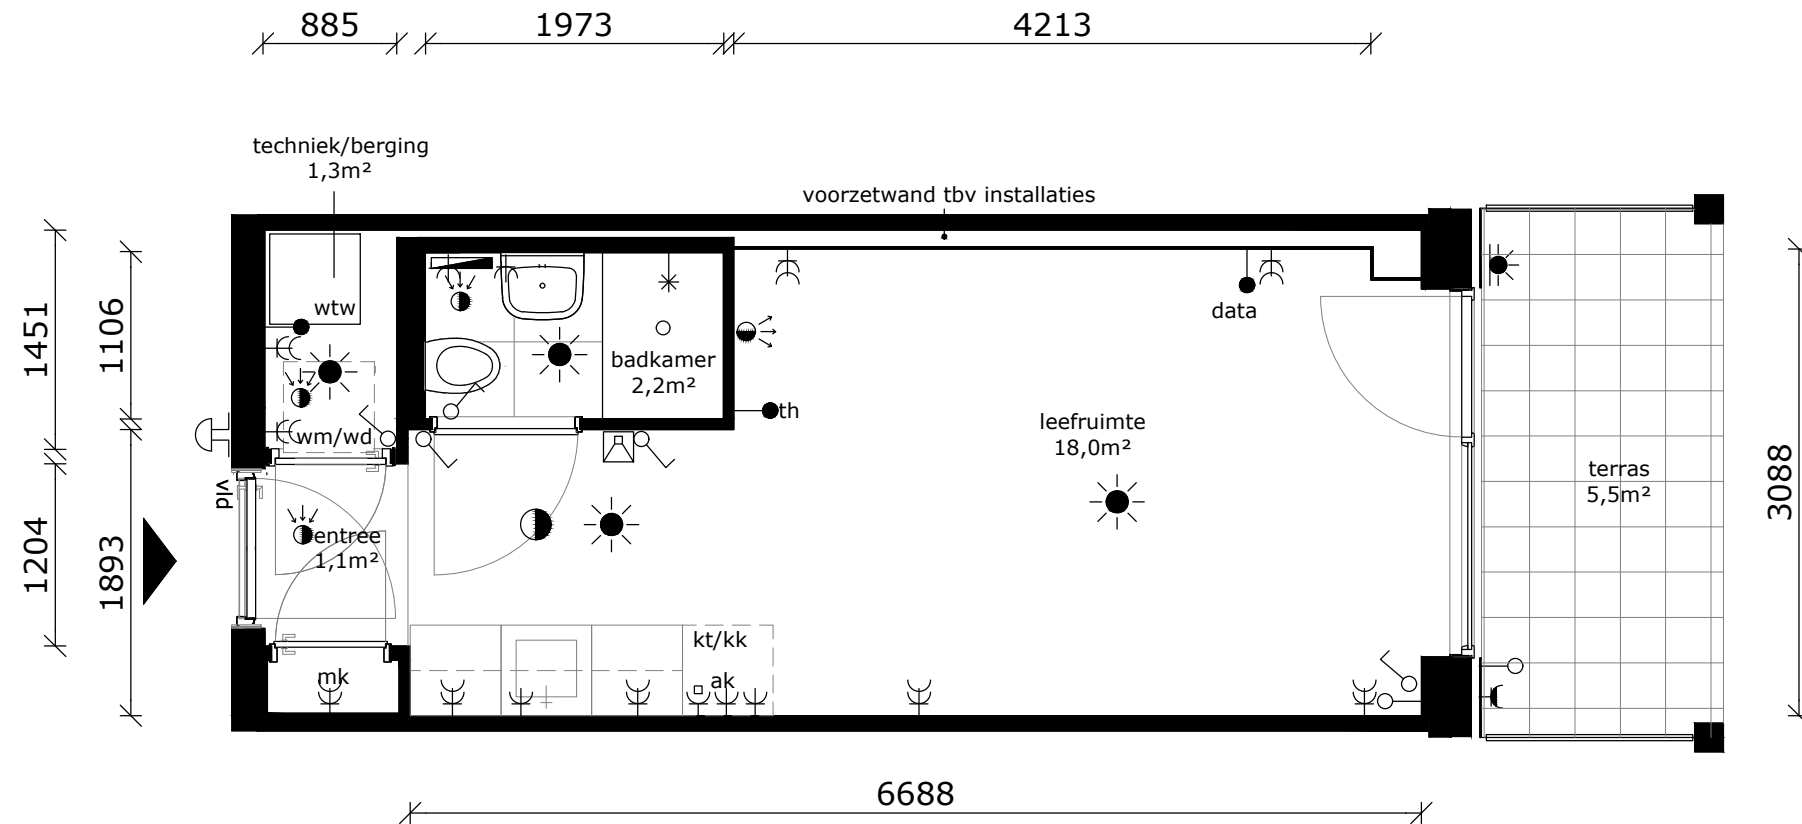 885
1973
4213
techniek/berging
1,3m²
voorzetwand tbv installaties
1451
1106
wtw
data
badkamer
2,2m²
th
leefruimte
18,0m²
wm/wd
terras
5,5m²
3088
vld
entree
1,1m²
1204
1893
kt/kk
mk
ak
6688